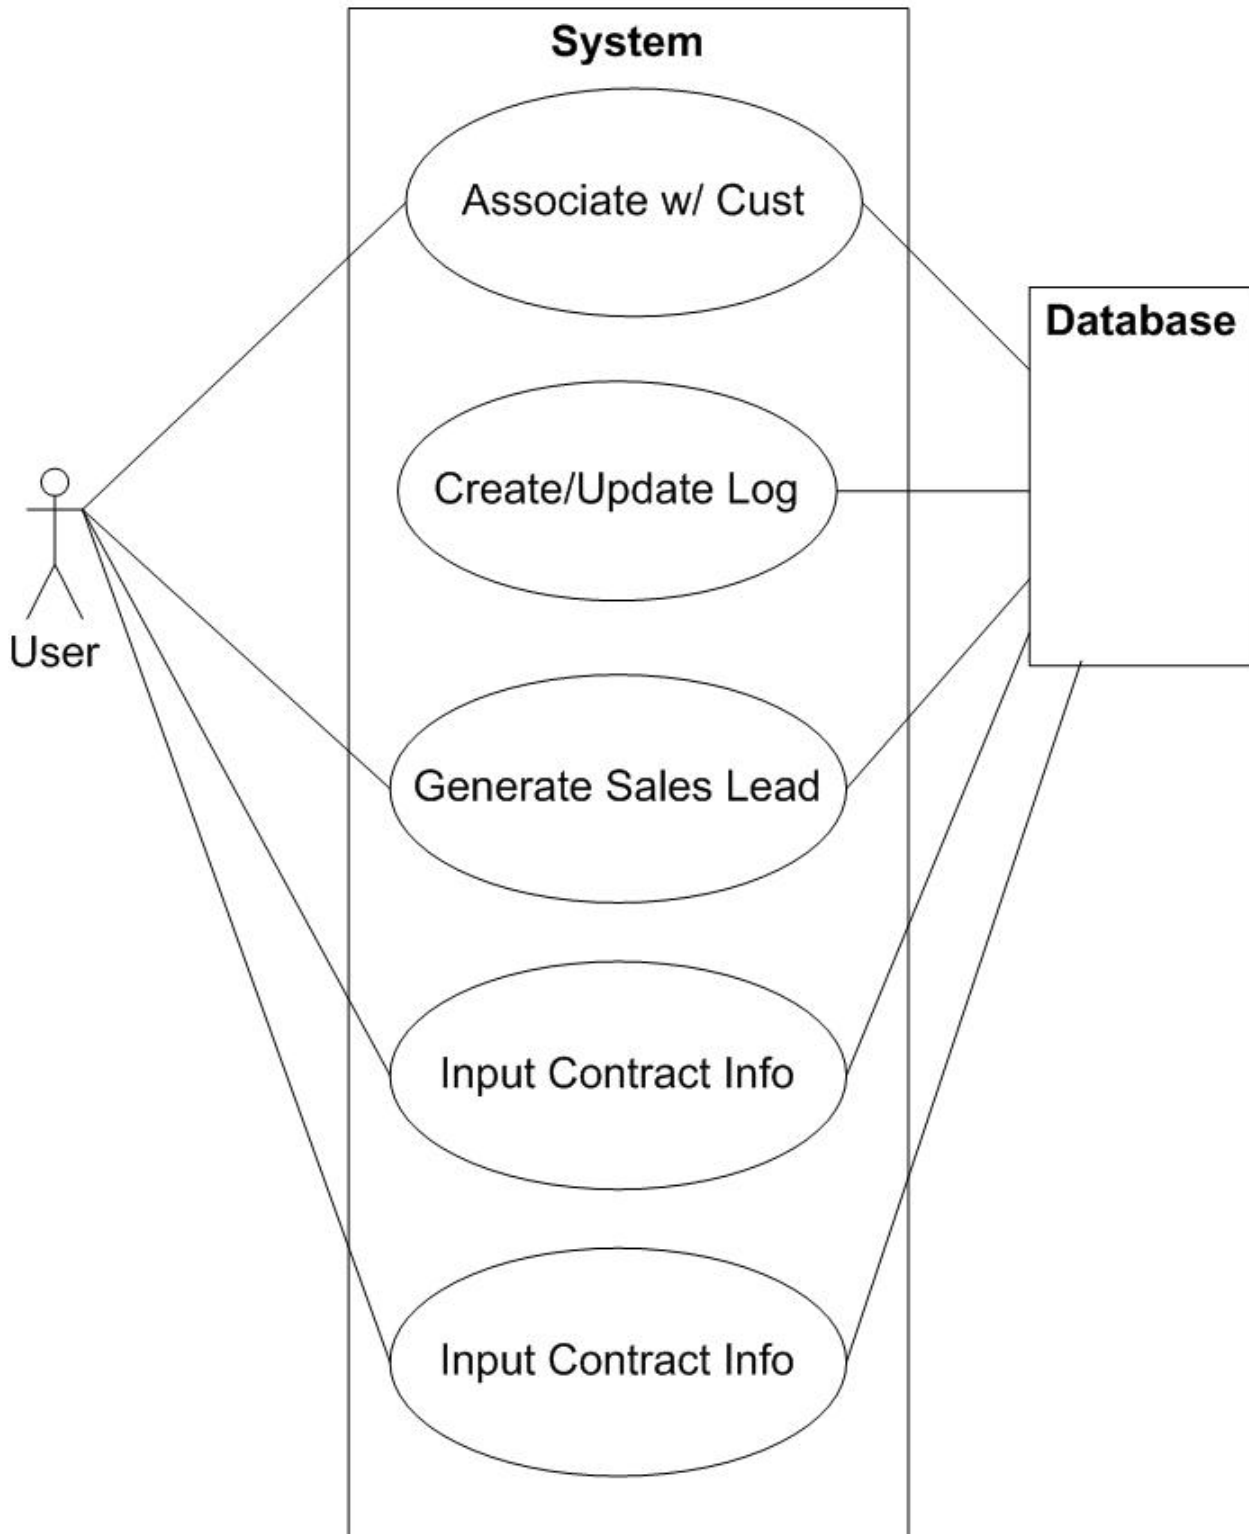 System
Associate w/ Cust
Database
Create/Update Log
User
Generate Sales Lead
Input Contract Info
Input Contract Info